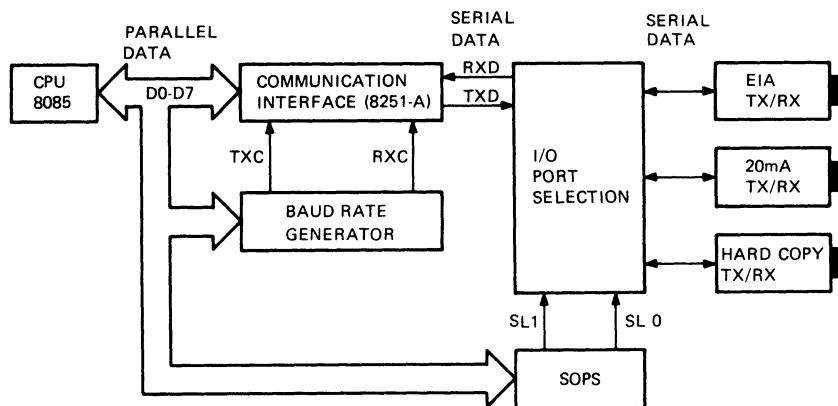 PARALLEL
DATA
SERIAL
DATA
SERIAL
DATA
CPU
8085
D0-D7
COMMUNICATION
INTERFACE (8251-A)
RXD
TXD
EIA
TX/RX
TXC
RXC
I/O
PORT
SELECTION
20mA
TX/RX
BAUD RATE
GENERATOR
HARD COPY
TX/RX
SL1
SL 0
SOPS